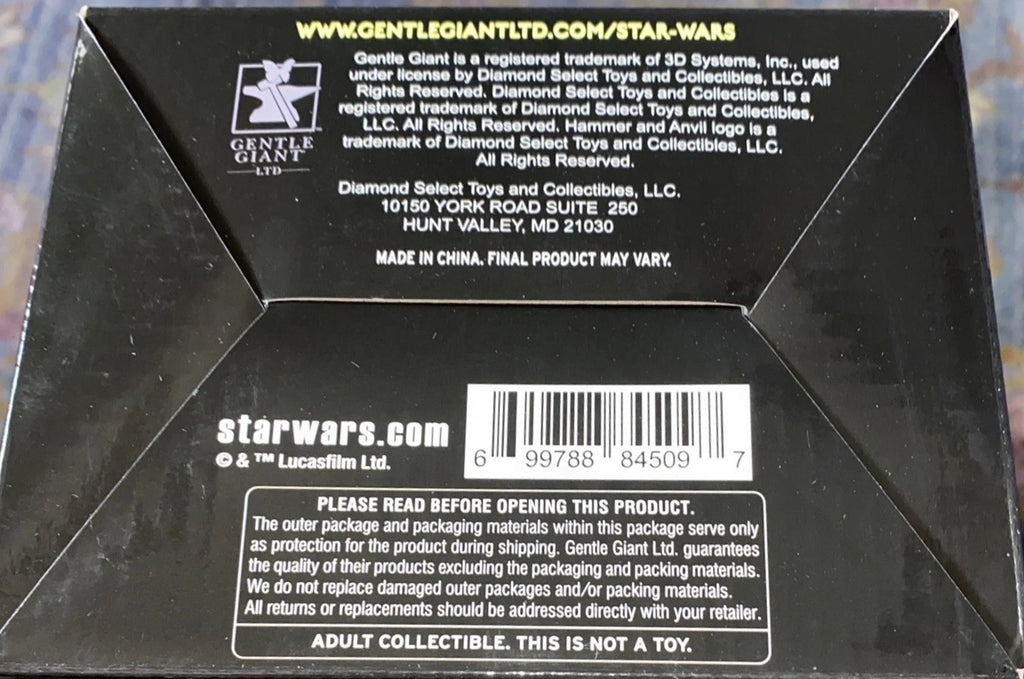 WWW.GENTLEGIANTLTD.COM/STAR-WARS
Gentle Giant is a registered trademark of 3D Systems, Inc., used
under license by Diamond Select Toys and Collectibles, LLC. All
Rights Reserved. Diamond Select Toys and Collectibles is a
registered trademark of Diamond Select Toys and Collectibles,
LLC. All Rights Reserved. Hammer and Anvil logo is a
trademark of Diamond Select Toys and Collectibles, LLC.
All Rights Reserved.
GENTLE
GIANT™
LTD
Diamond Select Toys and Collectibles, LLC.
10150 YORK ROAD SUITE 250
HUNT VALLEY, MD 21030
MADE IN CHINA. FINAL PRODUCT MAY VARY.
starwars.com
© & ™ Lucasfilm Ltd.
6 99788 84509 7
PLEASE READ BEFORE OPENING THIS PRODUCT.
The outer package and packaging materials within this package serve only
as protection for the product during shipping. Gentle Giant Ltd. guarantees
the quality of their products excluding the packaging and packing materials.
We do not replace damaged outer packages and/or packing materials.
All returns or replacements should be addressed directly with your retailer.
ADULT COLLECTIBLE. THIS IS NOT A TOY.